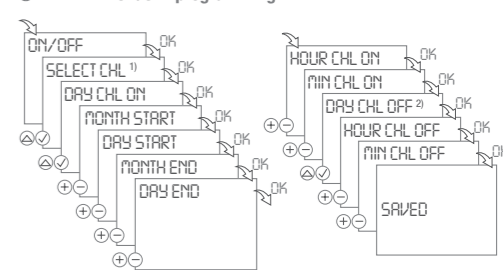 ON/OFF
OK
SELECT CHL 1)
OK
DAY CHL ON
OK
MONTH START
OK
DAY START
OK
MONTH END
OK
DAY END
OK
HOUR CHL ON
OK
MIN CHL ON
OK
DAY CHL OFF 2)
OK
HOUR CHL OFF
OK
MIN CHL OFF
SAVED